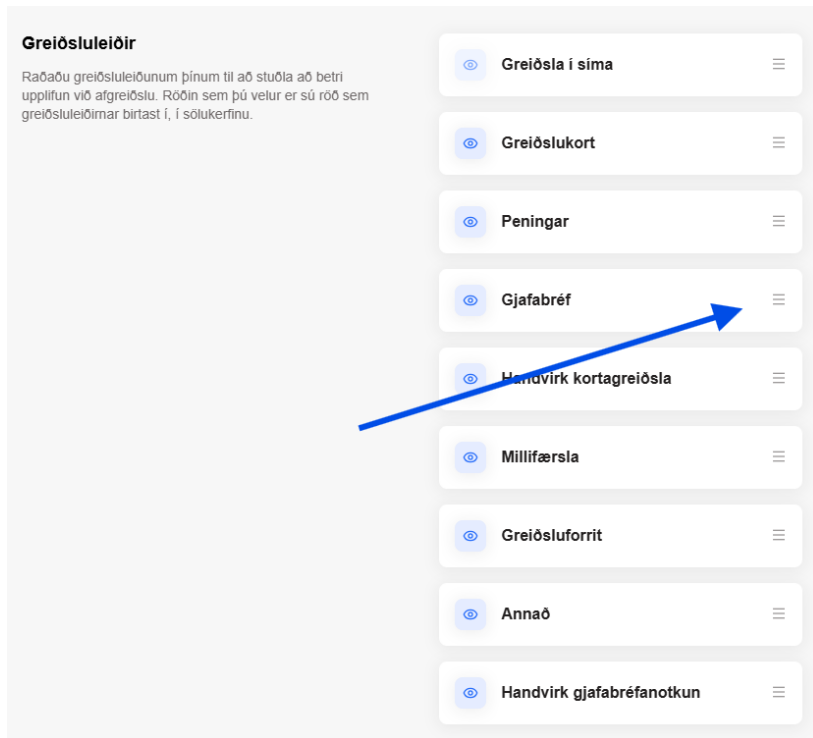 Greiðsluleiðir
Raðaðu greiðsluleiðunum þínum til að stuðla að betri
upplifun við afgreiðslu. Röðin sem þú velur er sú röð sem
greiðsluleiðirnar birtast í, í sölukerfinu.
Greiðsla í síma
Greiðslukort
Peningar
Gjafabréf
Handvirk kortagreiðsla
Millifærsla
Greiðsluforrit
Annað
Handvirk gjafabréfanotkun